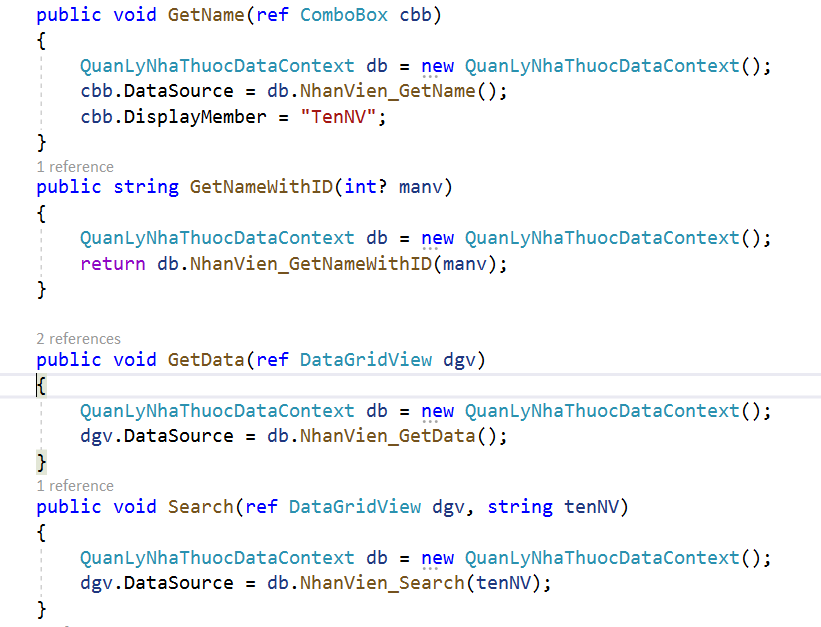 public void GetName(ref ComboBox cbb)
{
QuanLyNhaThuocDataContext db = new QuanLyNhaThuocDataContext();
cbb.DataSource = db.NhanVien_GetName();
cbb.DisplayMember = "TenNV";
}
1 reference
public string GetNameWithID(int? manv)
{
QuanLyNhaThuocDataContext db = new QuanLyNhaThuocDataContext();
return db.NhanVien_GetNameWithID(manv);
}
2 references
public void GetData(ref DataGridView dgv)
{
QuanLyNhaThuocDataContext db = new QuanLyNhaThuocDataContext();
dgv.DataSource = db.NhanVien_GetData();
}
1 reference
public void Search(ref DataGridView dgv, string tenNV)
{
QuanLyNhaThuocDataContext db = new QuanLyNhaThuocDataContext();
dgv.DataSource = db.NhanVien_Search(tenNV);
}